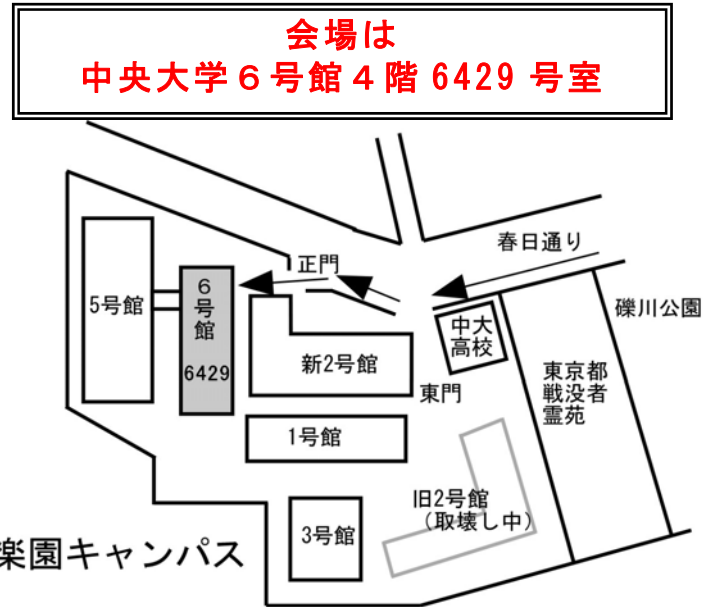 会場は
中央大学６号館４階 6429 号室
春日通り
正門
礫川公園
5号館
６号館
6429
新2号館
中大
高校
東門
東京都
戦没者
霊苑
1号館
旧2号館
（取壊し中）
3号館
楽園キャンパス